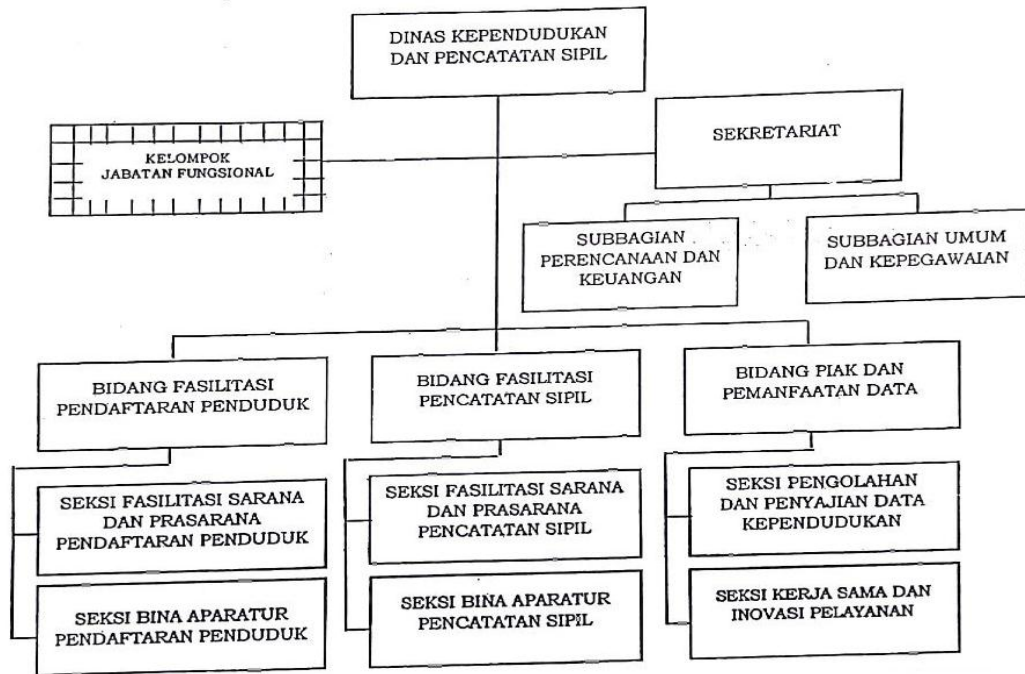 DINAS KEPENDUDUKAN
DAN PENCATATAN SIPIL
SEKRETARIAT
KELOMPOK
JABATAN FUNGSIONAL
SUBBAGIAN
PERENCANAAN DAN
KEUANGAN
SUBBAGIAN UMUM
DAN KEPEGAWAIAN
BIDANG FASILITASI
PENDAFTARAN PENDUDUK
BIDANG FASILITASI
PENCATATAN SIPIL
BIDANG PIAK DAN
PEMANFAATAN DATA
SEKSI FASILITASI SARANA
DAN PRASARANA
PENDAFTARAN PENDUDUK
SEKSI FASILITASI SARANA
DAN PRASARANA
PENCATATAN SIPIL
SEKSI PENGOLAHAN
DAN PENYAJIAN DATA
KEPENDUDUKAN
SEKSI BINA APARATUR
PENDAFTARAN PENDUDUK
SEKSI BINA APARATUR
PENCATATAN SIPIL
SEKSI KERJA SAMA DAN
INOVASI PELAYANAN